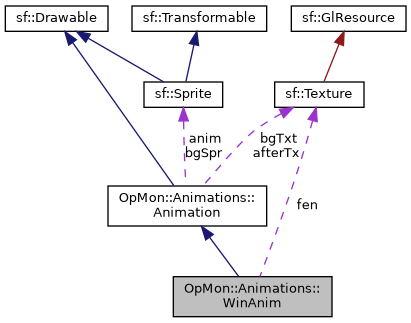 sf::Drawable
sf::Transformable
sf::GlResource
sf::Sprite
sf::Texture
anim
bgSpr
bgTxt
afterTx
fen
OpMon::Animations::
Animation
OpMon::Animations::
WinAnim